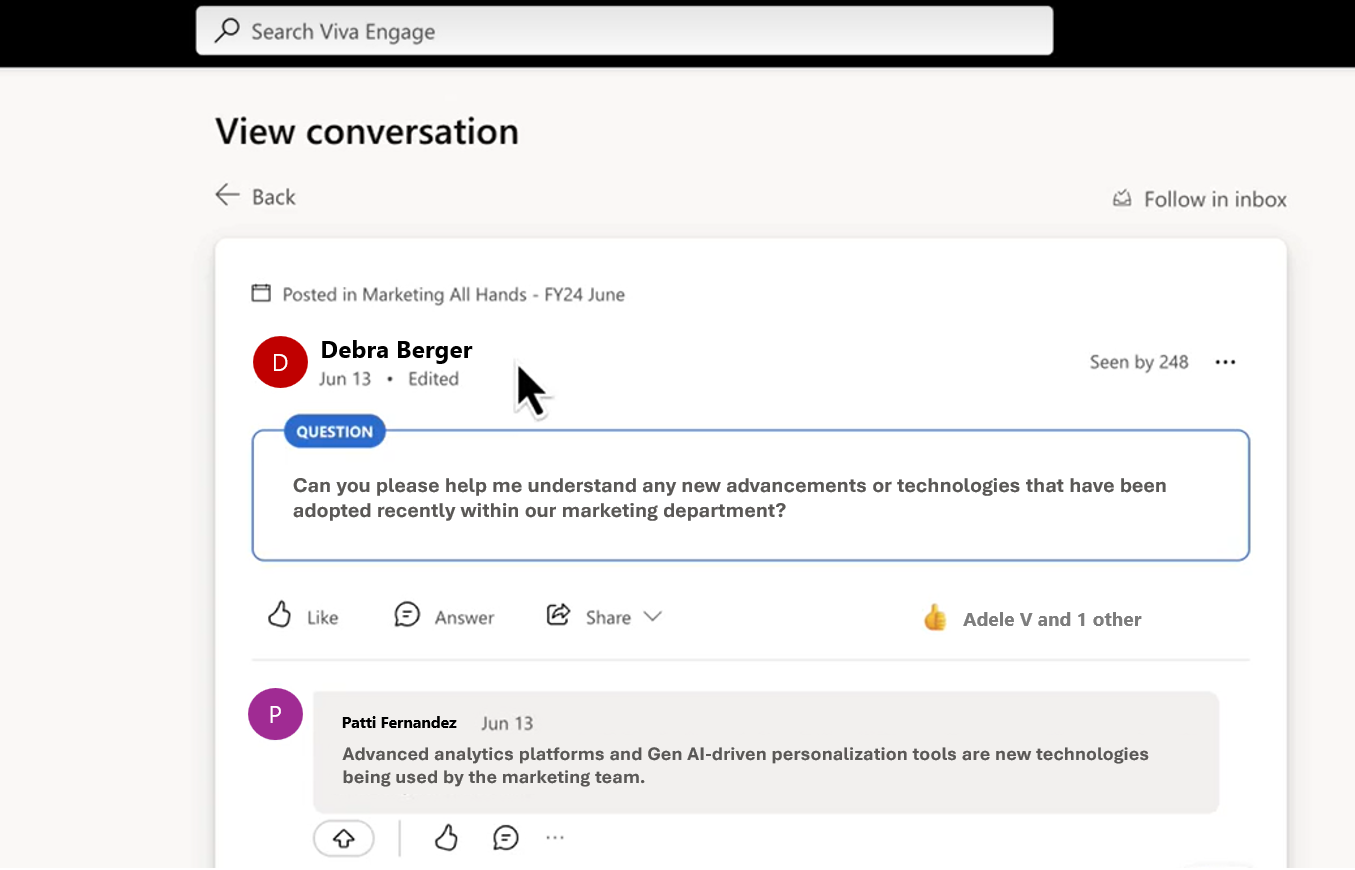 Search Viva Engage
View conversation
Back
Follow in inbox
Posted in Marketing All Hands - FY24 June
D
Debra Berger
Jun 13 • Edited
Seen by 248
QUESTION
Can you please help me understand any new advancements or technologies that have been
adopted recently within our marketing department?
Like
Answer
Share
Adele V and 1 other
P
Patti Fernandez Jun 13
Advanced analytics platforms and Gen AI-driven personalization tools are new technologies
being used by the marketing team.